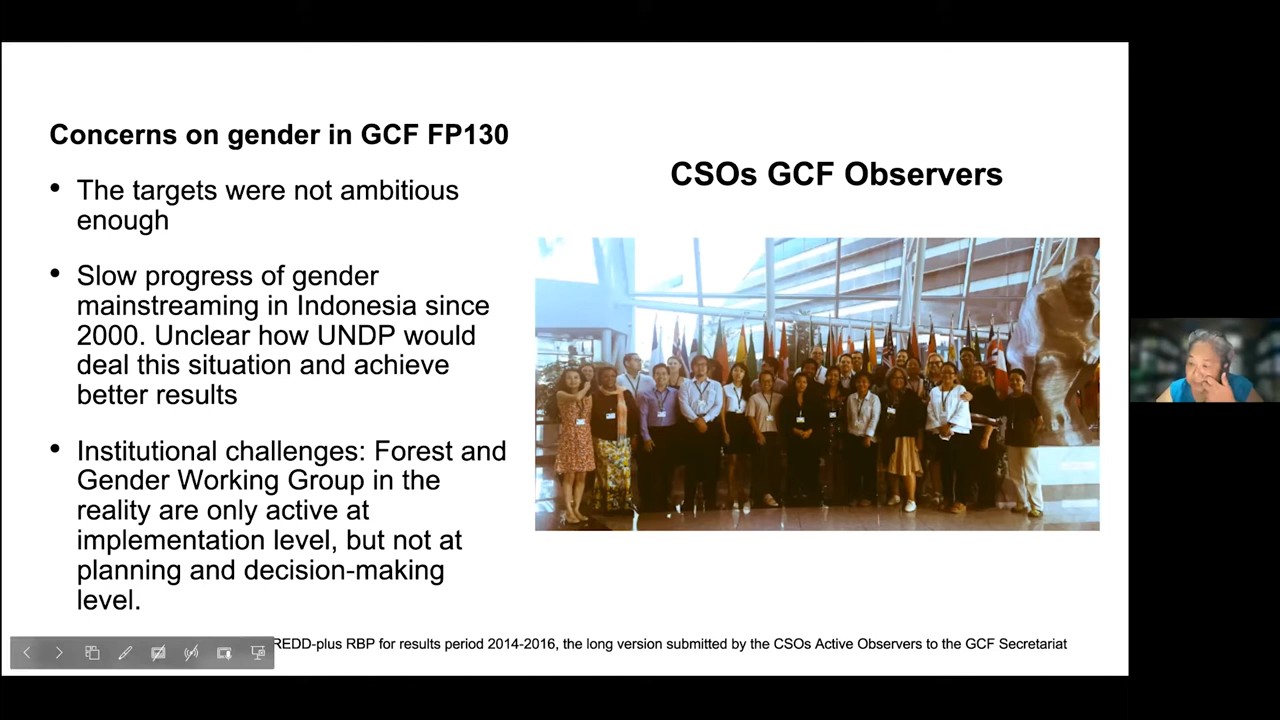 Concerns on gender in GCF FP130
• The targets were not ambitious
enough
• Slow progress of gender
mainstreaming in Indonesia since
2000. Unclear how UNDP would
deal this situation and achieve
better results
• Institutional challenges: Forest and
Gender Working Group in the
reality are only active at
implementation level, but not at
planning and decision-making
level.
CSOs GCF Observers
REDD-plus RBP for results period 2014-2016, the long version submitted by the CSOs Active Observers to the GCF Secretariat